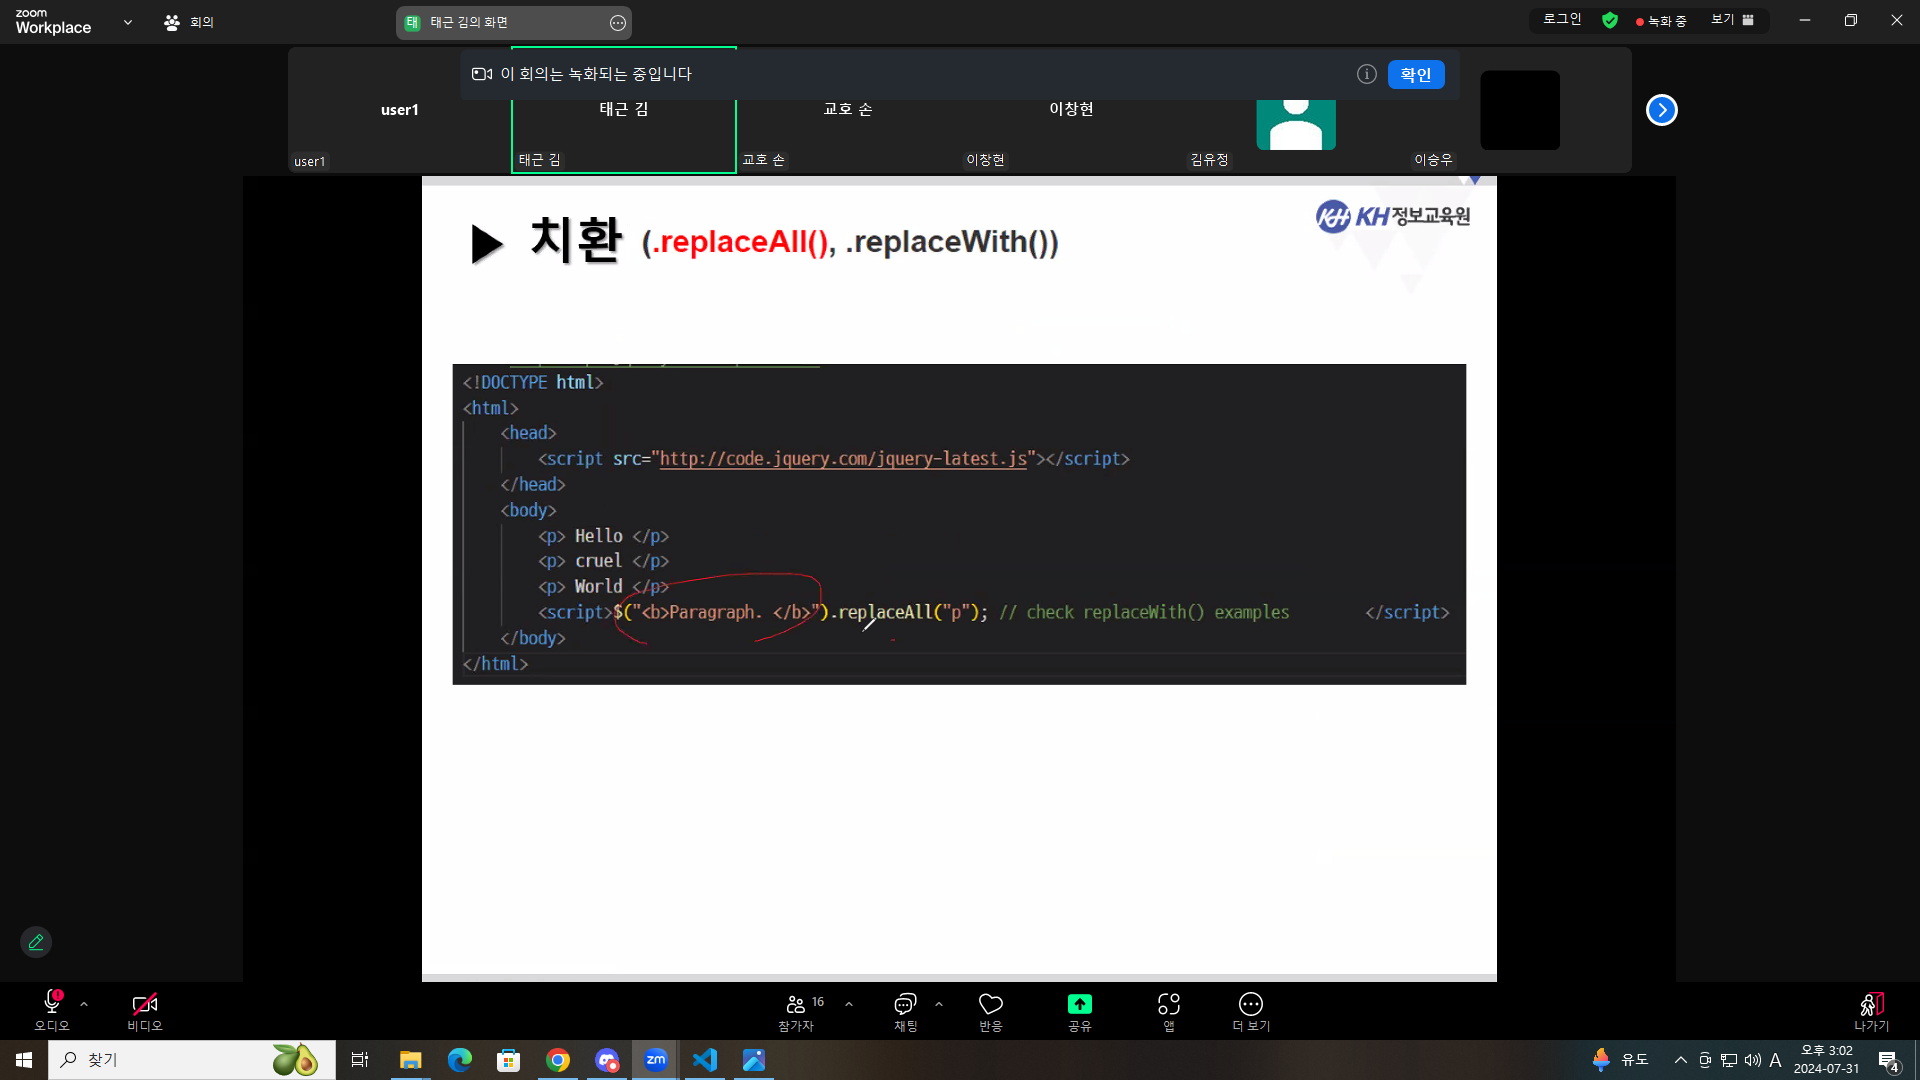 zoom
Workplace
회의
태 태근 김의 화면
로그인
녹화 중
보기
이 회의는 녹화되는 중입니다
확인
user1
태근 김
교호 손
이창현
user1
태근 김
교호 손
이창현
김유정
이승우
▶ 치환 (.replaceAll(), .replaceWith())
KH KH정보교육원
<!DOCTYPE html>
<html>
<head>
<script src="http://code.jquery.com/jquery-latest.js"></script>
</head>
<body>
<p> Hello </p>
<p> cruel </p>
<p> World </p>
<script>$("<b>Paragraph. </b>").replaceAll("p"); // check replaceWith() examples </script>
</body>
</html>
오디오
비디오
16
참가자
채팅
반응
공유
앱
더 보기
나가기
찾기
zm
유도
A
오후 3:02
2024-07-31
4